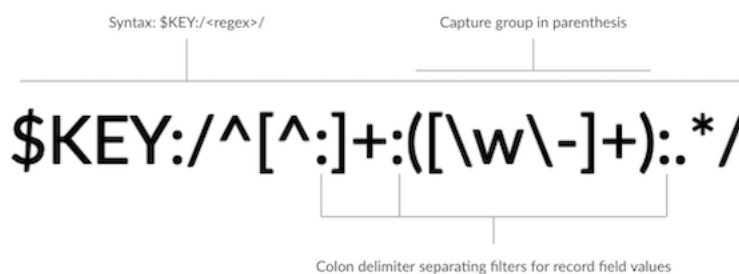 Syntax: $KEY:/<regex>/ Capture group in parenthesis
$KEY:/^[^:]+:([\w\-]+):.*/
Colon delimiter separating filters for record field values